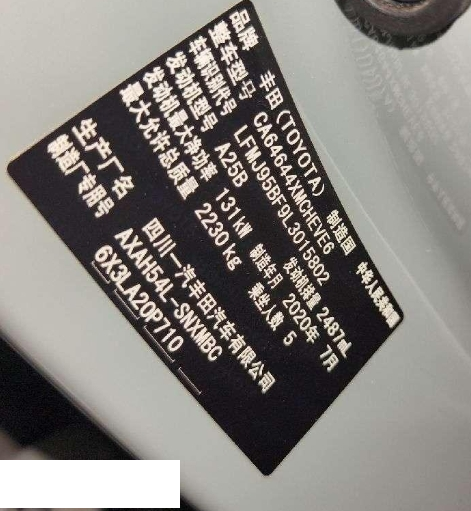 品牌 丰田(TOYOTA) 制造国 中华人民共和国
整车型号 CA64644XMCHEVE6
车辆识别代号 LFMJ95BF9L3015802
发动机型号 A25B 发动机排量 2487mL
发动机最大净功率 131kW 制造年月 2020年 7月
最大允许总质量 2230kg 乘坐人数 5
生产厂名 四川一汽丰田汽车有限公司
制造厂专用号 AXAH54L-SNXMBC
6X3LA20P710